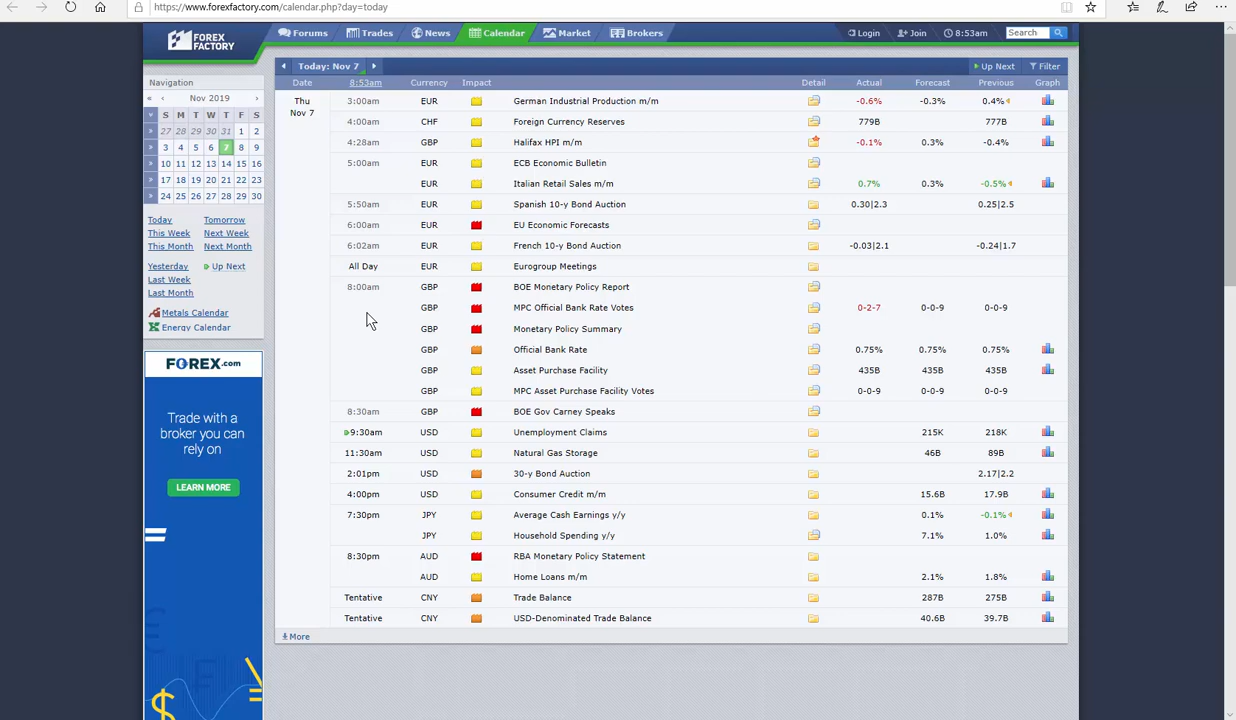 https://www.forexfactory.com/calendar.php?day=today
FOREX FACTORY Forums Trades News Calendar Market Brokers Login Join 8:53am Search
Navigation
« ‹ Nov 2019 ›
S M T W T F S
27 28 29 30 31 1 2
3 4 5 6 7 8 9
10 11 12 13 14 15 16
17 18 19 20 21 22 23
24 25 26 27 28 29 30
Today Tomorrow
This Week Next Week
This Month Next Month
Yesterday Up Next
Last Week
Last Month
Metals Calendar
Energy Calendar
FOREX.com
Trade with a
broker you can
rely on
LEARN MORE
Today: Nov 7 Up Next Filter
Date 8:53am Currency Impact Detail Actual Forecast Previous Graph
Thu
Nov 7
3:00am EUR German Industrial Production m/m -0.6% -0.3% 0.4%
4:00am CHF Foreign Currency Reserves 779B 777B
4:28am GBP Halifax HPI m/m -0.1% 0.3% -0.4%
5:00am EUR ECB Economic Bulletin
EUR Italian Retail Sales m/m 0.7% 0.3% -0.5%
5:50am EUR Spanish 10-y Bond Auction 0.30|2.3 0.25|2.5
6:00am EUR EU Economic Forecasts
6:02am EUR French 10-y Bond Auction -0.03|2.1 -0.24|1.7
All Day EUR Eurogroup Meetings
8:00am GBP BOE Monetary Policy Report
GBP MPC Official Bank Rate Votes 0-2-7 0-0-9 0-0-9
GBP Monetary Policy Summary
GBP Official Bank Rate 0.75% 0.75% 0.75%
GBP Asset Purchase Facility 435B 435B 435B
GBP MPC Asset Purchase Facility Votes 0-0-9 0-0-9 0-0-9
8:30am GBP BOE Gov Carney Speaks
9:30am USD Unemployment Claims 215K 218K
11:30am USD Natural Gas Storage 46B 89B
2:01pm USD 30-y Bond Auction 2.17|2.2
4:00pm USD Consumer Credit m/m 15.6B 17.9B
7:30pm JPY Average Cash Earnings y/y 0.1% -0.1%
JPY Household Spending y/y 7.1% 1.0%
8:30pm AUD RBA Monetary Policy Statement
AUD Home Loans m/m 2.1% 1.8%
Tentative CNY Trade Balance 287B 275B
Tentative CNY USD-Denominated Trade Balance 40.6B 39.7B
More